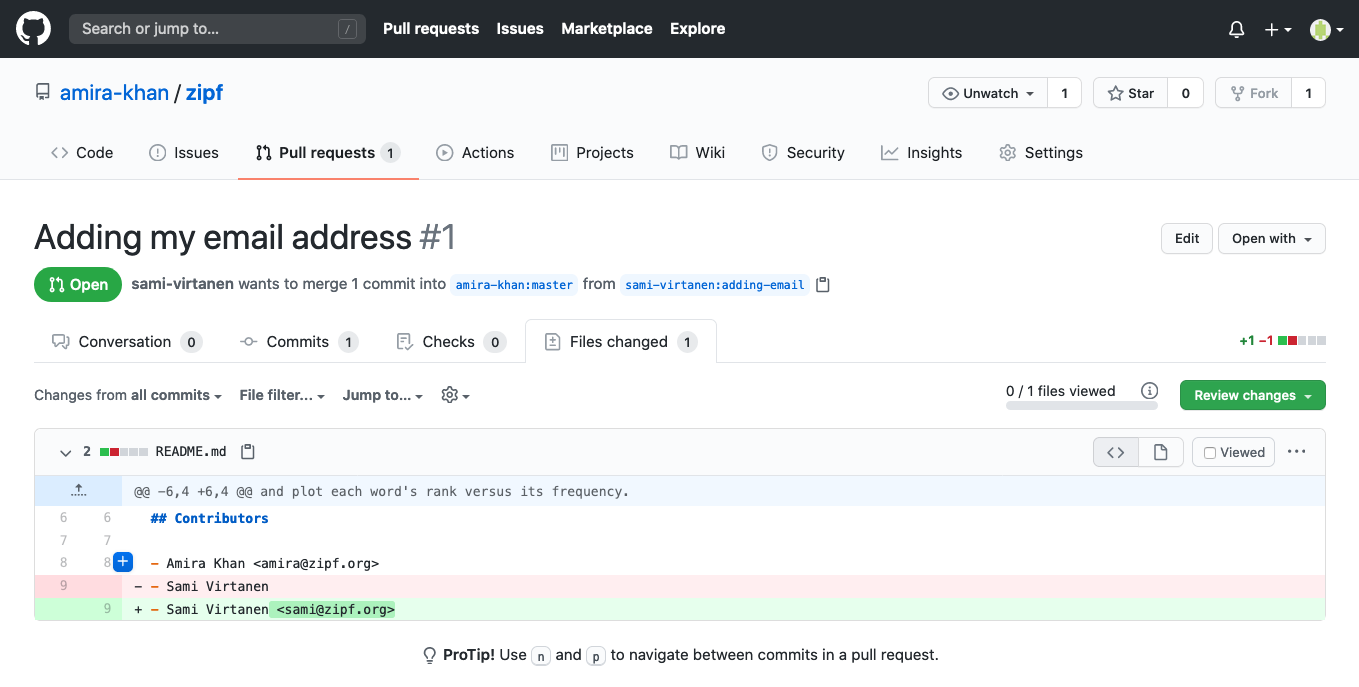 Search or jump to... / Pull requests Issues Marketplace Explore
amira-khan / zipf Unwatch 1 Star 0 Fork 1
Code Issues Pull requests 1 Actions Projects Wiki Security Insights Settings
Adding my email address #1 Edit Open with
Open sami-virtanen wants to merge 1 commit into amira-khan:master from sami-virtanen:adding-email
Conversation 0 Commits 1 Checks 0 Files changed 1 +1 −1
Changes from all commits File filter... Jump to... 0 / 1 files viewed Review changes
2 README.md Viewed
@@ -6,4 +6,4 @@ and plot each word's rank versus its frequency.
6 6 ## Contributors
7 7
8 8 + - Amira Khan <amira@zipf.org>
9 - - Sami Virtanen
9 + - Sami Virtanen <sami@zipf.org>
ProTip! Use n and p to navigate between commits in a pull request.